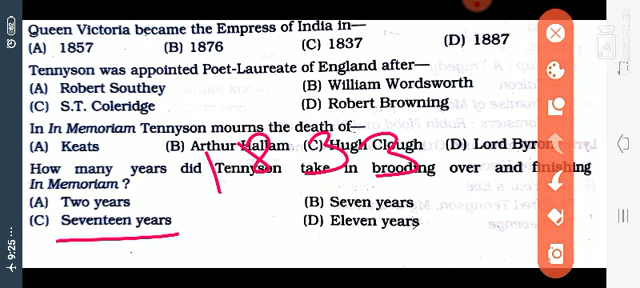 Queen Victoria became the Empress of India in—
(A) 1857 (B) 1876 (C) 1837 (D) 1887
Tennyson was appointed Poet-Laureate of England after—
(A) Robert Southey (B) William Wordsworth
(C) S.T. Coleridge (D) Robert Browning
In In Memoriam Tennyson mourns the death of—
(A) Keats (B) Arthur Hallam (C) Hugh Clough (D) Lord Byron
1833
How many years did Tennyson take in brooding over and finishing
In Memoriam ?
(A) Two years (B) Seven years
(C) Seventeen years (D) Eleven years
9:25